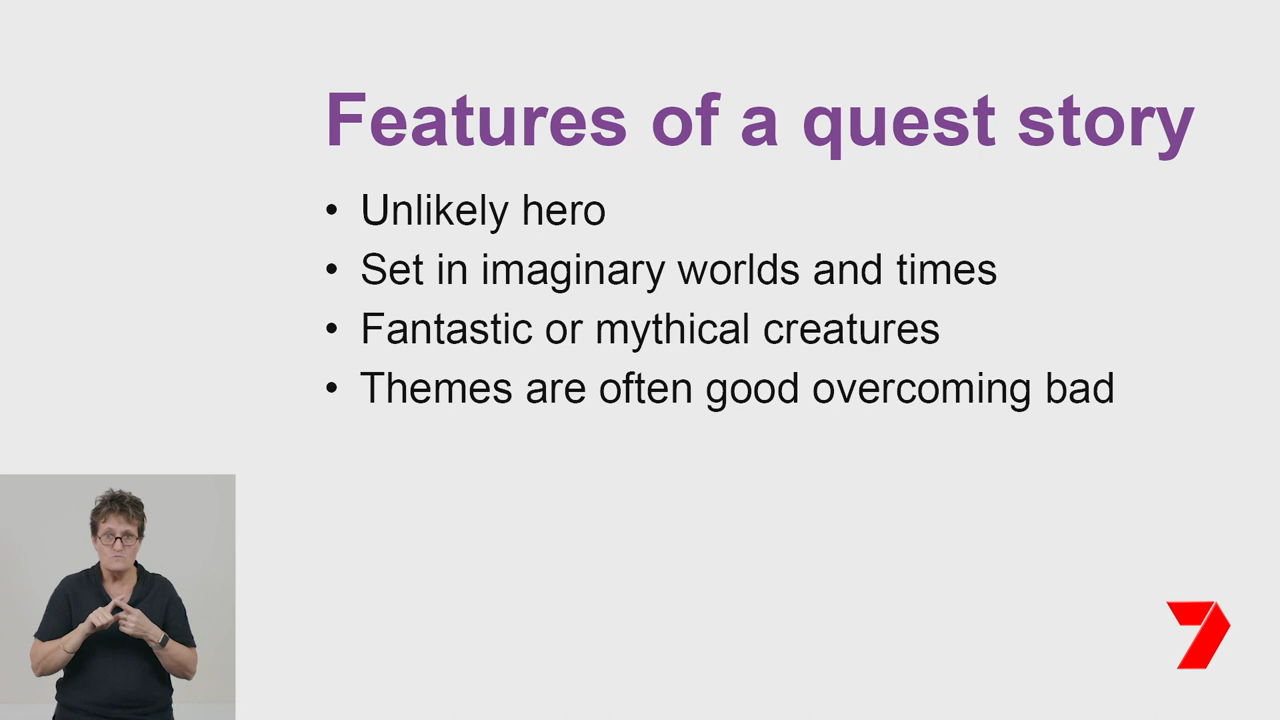 Features of a quest story
• Unlikely hero
• Set in imaginary worlds and times
• Fantastic or mythical creatures
• Themes are often good overcoming bad
7